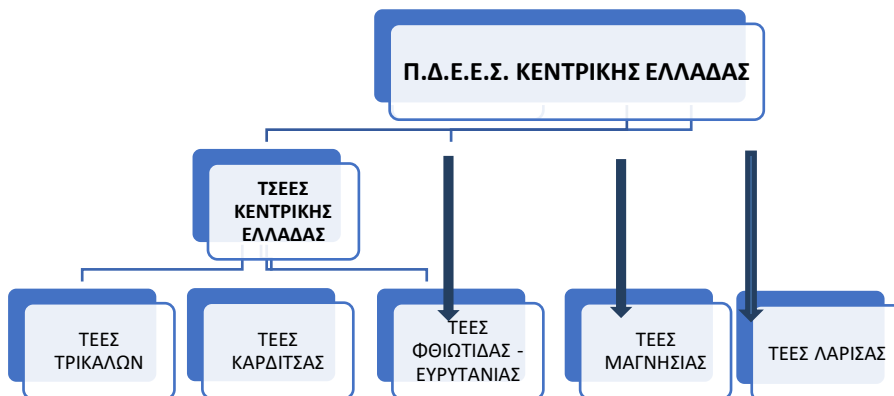 Π.Δ.Ε.Ε.Σ. ΚΕΝΤΡΙΚΗΣ ΕΛΛΑΔΑΣ
ΤΣΕΕΣ
ΚΕΝΤΡΙΚΗΣ
ΕΛΛΑΔΑΣ
ΤΕΕΣ
ΤΡΙΚΑΛΩΝ
ΤΕΕΣ
ΚΑΡΔΙΤΣΑΣ
ΤΕΕΣ
ΦΘΙΩΤΙΔΑΣ -
ΕΥΡΥΤΑΝΙΑΣ
ΤΕΕΣ
ΜΑΓΝΗΣΙΑΣ
ΤΕΕΣ ΛΑΡΙΣΑΣ